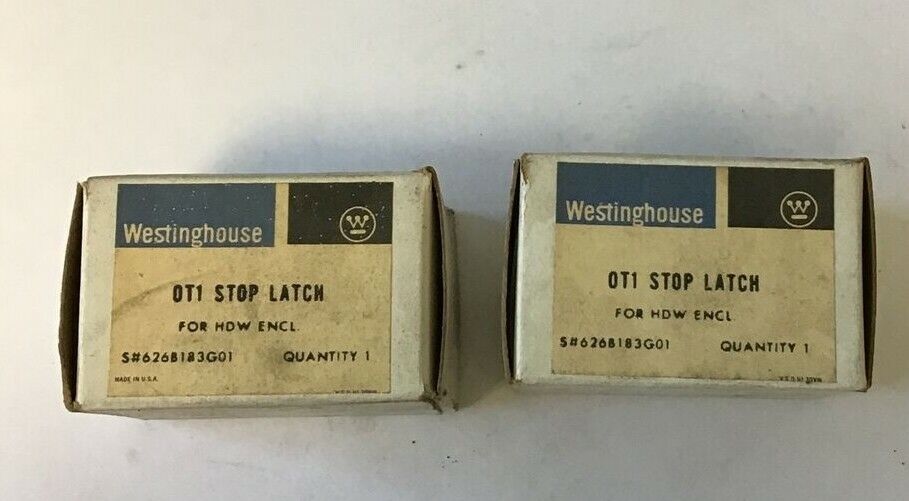 Westinghouse
W
OT1 STOP LATCH
FOR HDW ENCL.
S#626B183G01 QUANTITY 1
MADE IN U.S.A.
Westinghouse
W
OT1 STOP LATCH
FOR HDW ENCL.
S#626B183G01 QUANTITY 1